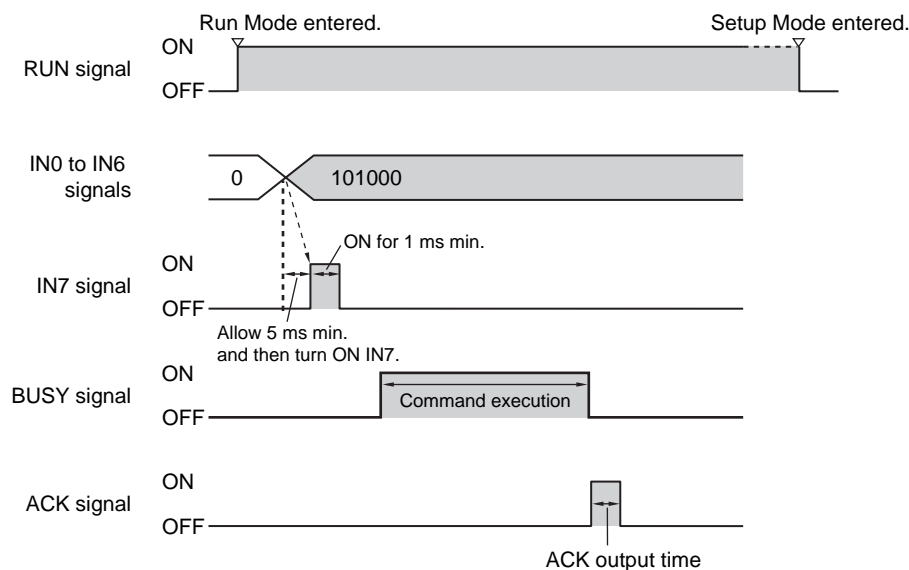 Run Mode entered.
Setup Mode entered.
ON
RUN signal
OFF
IN0 to IN6
signals
0
101000
ON for 1 ms min.
ON
IN7 signal
OFF
Allow 5 ms min.
and then turn ON IN7.
ON
BUSY signal
Command execution
OFF
ON
ACK signal
OFF
ACK output time